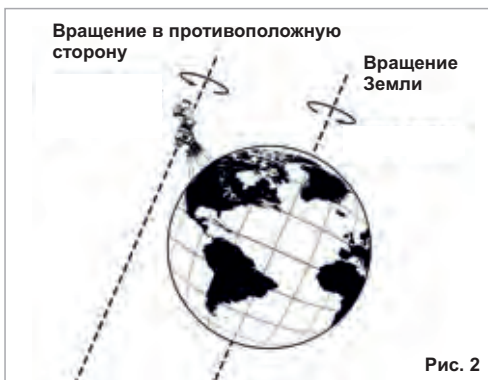 Вращение в противоположную
сторону
Вращение
Земли
Рис. 2